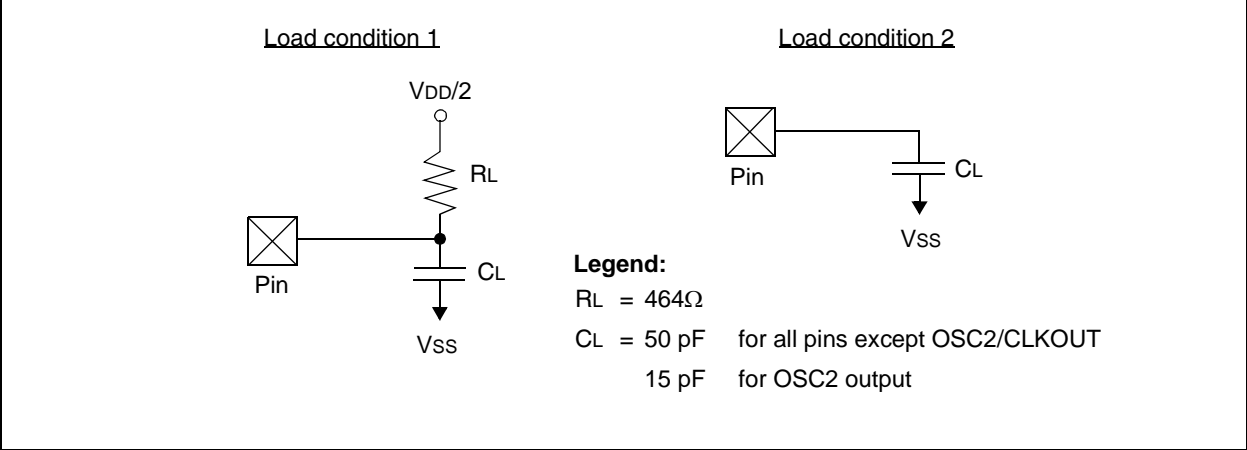 Load condition 1
VDD/2
RL
Pin
CL
VSS
Load condition 2
Pin
CL
VSS
Legend:
RL = 464Ω
CL = 50 pF for all pins except OSC2/CLKOUT
15 pF for OSC2 output